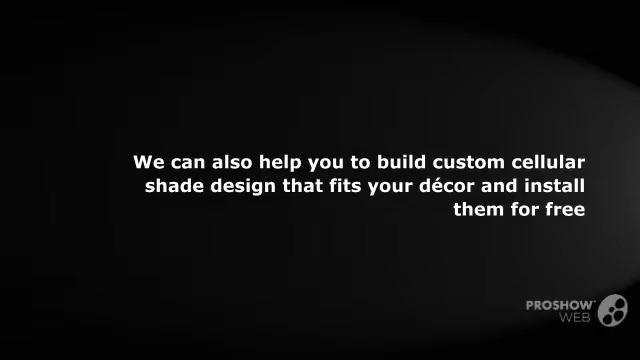 We can also help you to build custom cellular
shade design that fits your décor and install
them for free
PROSHOW™
WEB